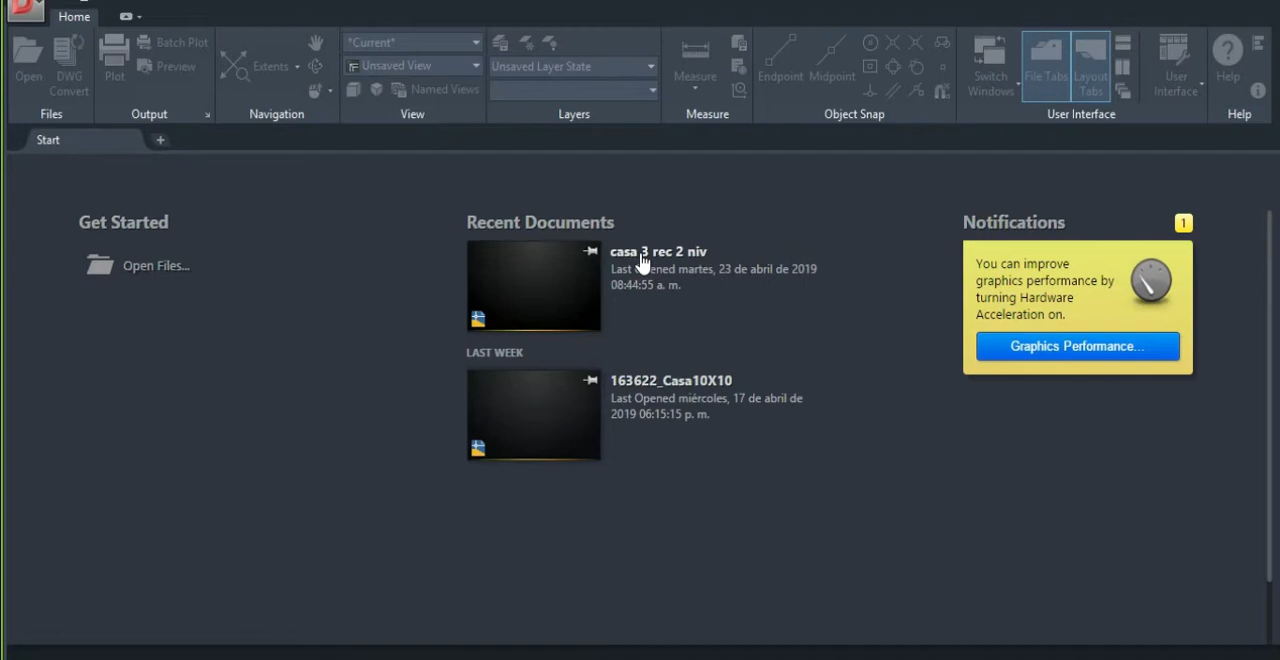 Home
Open
DWG
Convert
Files
Plot
Batch Plot
Preview
Output
Extents
Navigation
*Current*
Unsaved View
Named Views
View
Unsaved Layer State
Layers
Measure
Measure
Endpoint
Midpoint
Object Snap
Switch
Windows
File Tabs
Layout
Tabs
User
Interface
User Interface
Help
Help
Start
Get Started
Open Files...
Recent Documents
casa 3 rec 2 niv
Last Opened martes, 23 de abril de 2019
08:44:55 a. m.
LAST WEEK
163622_Casa10X10
Last Opened miércoles, 17 de abril de
2019 06:15:15 p. m.
Notifications
1
You can improve
graphics performance by
turning Hardware
Acceleration on.
Graphics Performance...